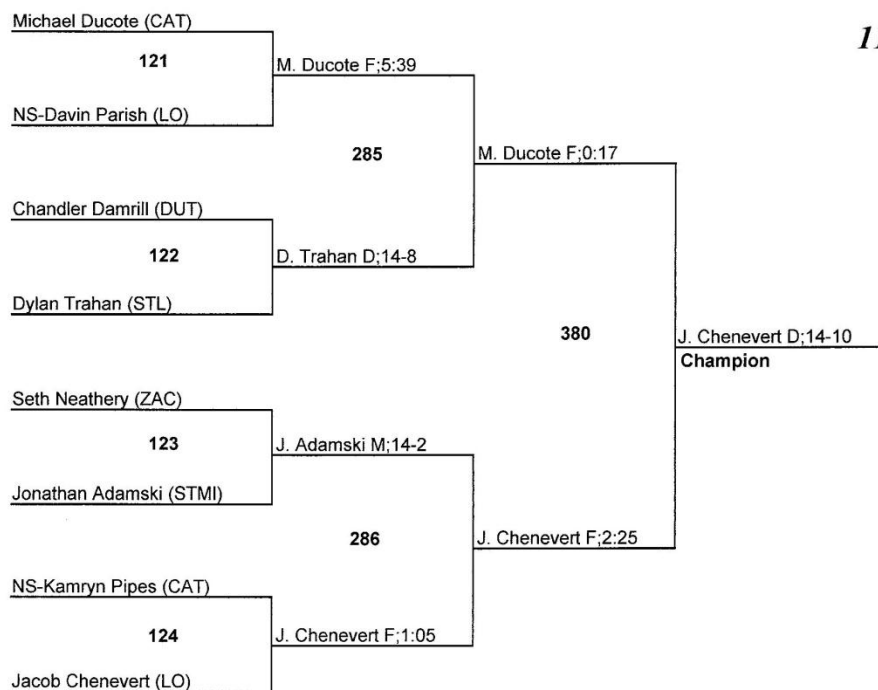 Michael Ducote (CAT)
11
121
M. Ducote F;5:39
NS-Davin Parish (LO)
285
M. Ducote F;0:17
Chandler Damrill (DUT)
122
D. Trahan D;14-8
Dylan Trahan (STL)
380
J. Chenevert D;14-10
Champion
Seth Neathery (ZAC)
123
J. Adamski M;14-2
Jonathan Adamski (STMI)
286
J. Chenevert F;2:25
NS-Kamryn Pipes (CAT)
124
J. Chenevert F;1:05
Jacob Chenevert (LO)